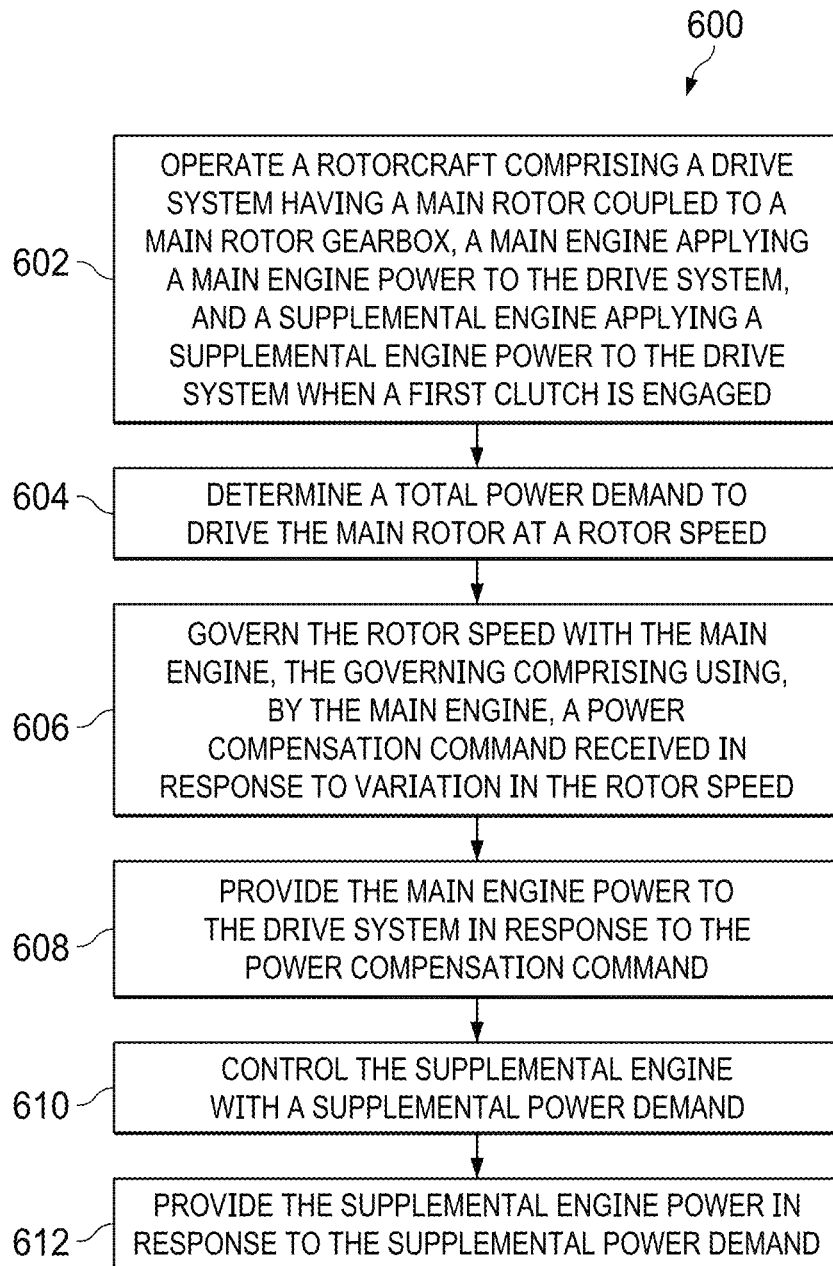 600
602
OPERATE A ROTORCRAFT COMPRISING A DRIVE
SYSTEM HAVING A MAIN ROTOR COUPLED TO A
MAIN ROTOR GEARBOX, A MAIN ENGINE APPLYING
A MAIN ENGINE POWER TO THE DRIVE SYSTEM,
AND A SUPPLEMENTAL ENGINE APPLYING A
SUPPLEMENTAL ENGINE POWER TO THE DRIVE
SYSTEM WHEN A FIRST CLUTCH IS ENGAGED
604
DETERMINE A TOTAL POWER DEMAND TO
DRIVE THE MAIN ROTOR AT A ROTOR SPEED
606
GOVERN THE ROTOR SPEED WITH THE MAIN
ENGINE, THE GOVERNING COMPRISING USING,
BY THE MAIN ENGINE, A POWER
COMPENSATION COMMAND RECEIVED IN
RESPONSE TO VARIATION IN THE ROTOR SPEED
608
PROVIDE THE MAIN ENGINE POWER TO
THE DRIVE SYSTEM IN RESPONSE TO THE
POWER COMPENSATION COMMAND
610
CONTROL THE SUPPLEMENTAL ENGINE
WITH A SUPPLEMENTAL POWER DEMAND
612
PROVIDE THE SUPPLEMENTAL ENGINE POWER IN
RESPONSE TO THE SUPPLEMENTAL POWER DEMAND